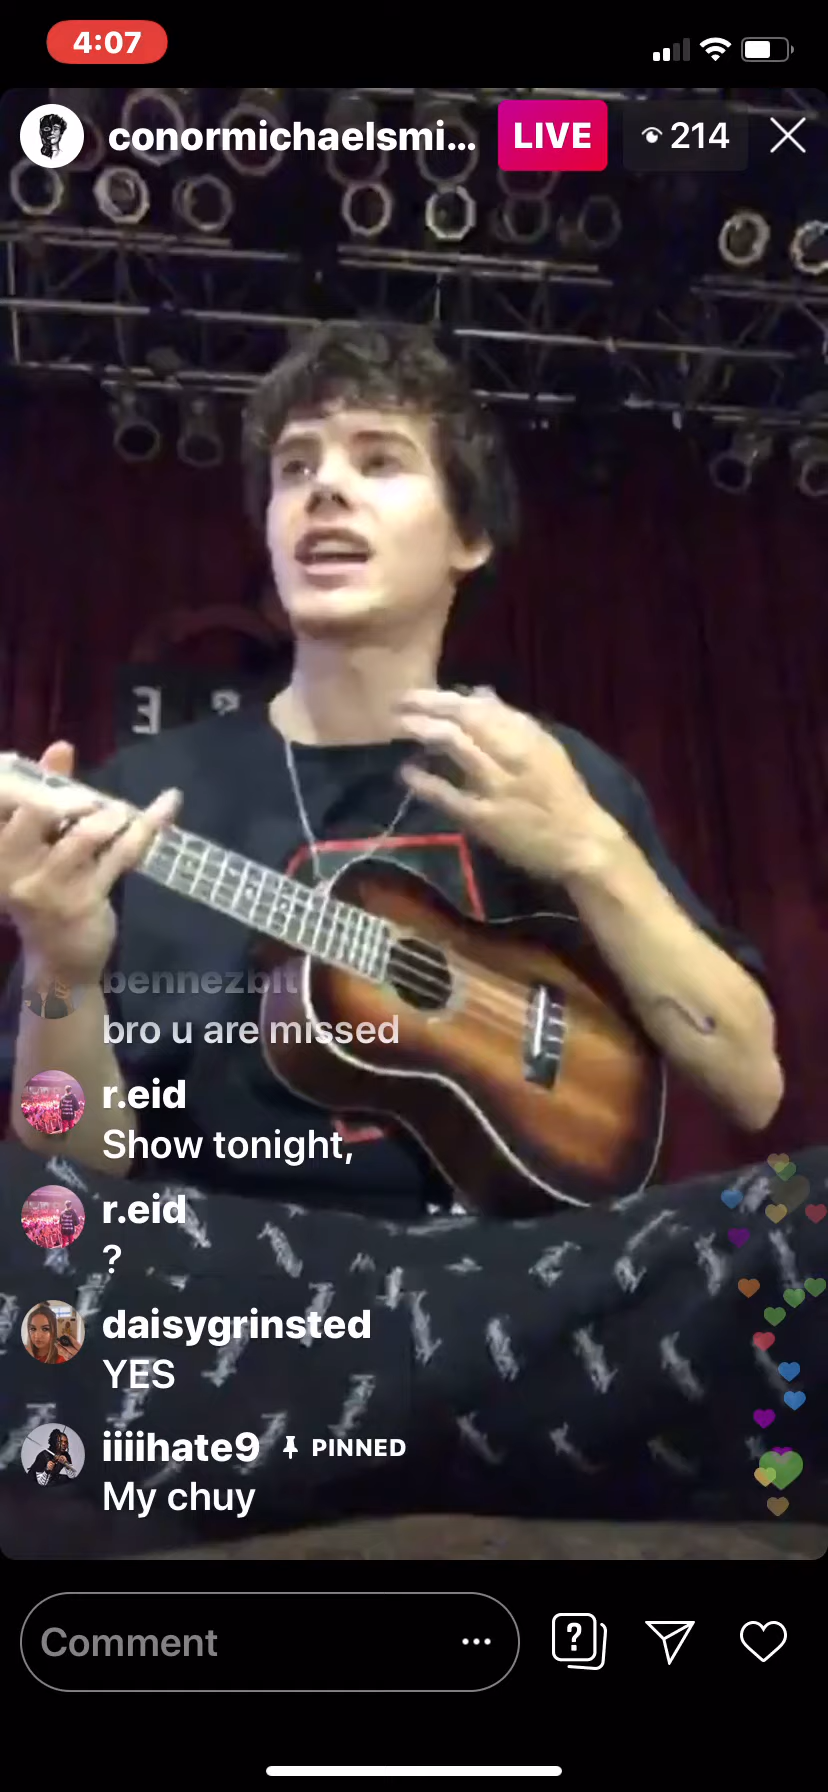 4:07
conormichaelsmi...
LIVE
214
bennezbit
bro u are missed
r.eid
Show tonight,
r.eid
?
daisygrinsted
YES
iiiihate9 PINNED
My chuy
Comment